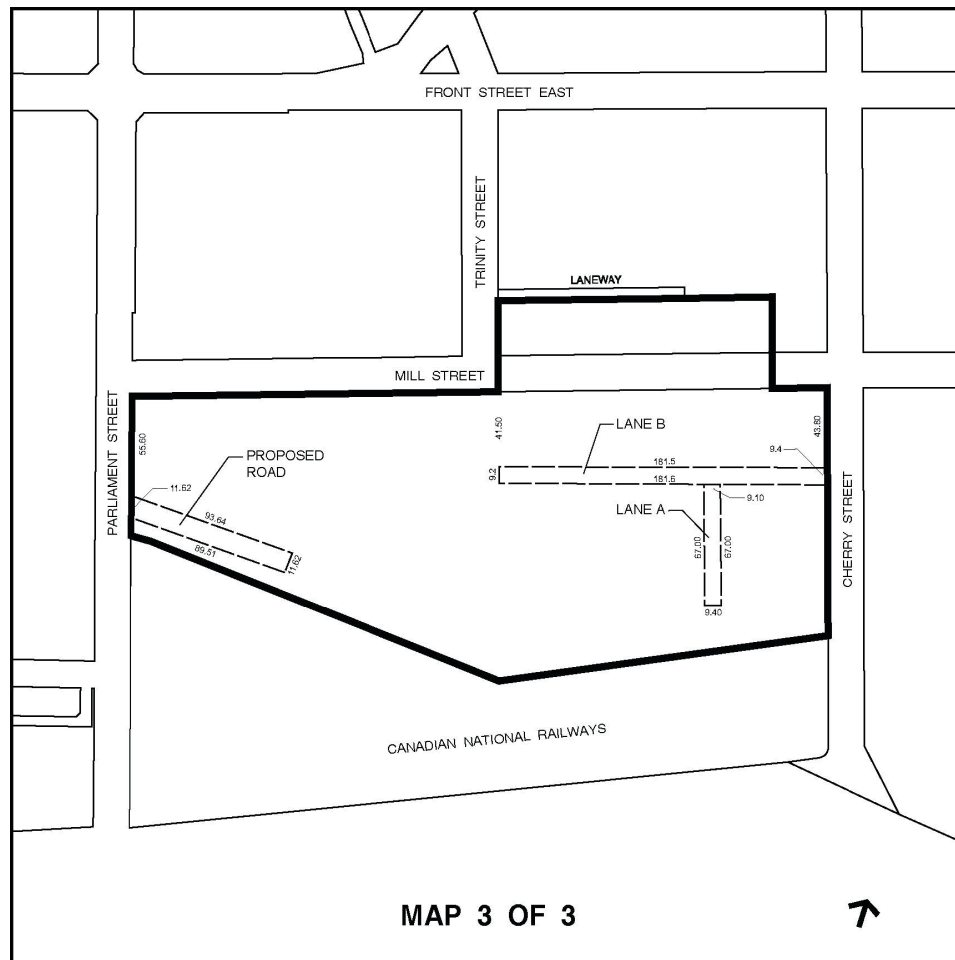 FRONT STREET EAST
TRINITY STREET
LANEWAY
MILL STREET
PARLIAMENT STREET
55.60
41.50
43.80
LANE B
9.4
PROPOSED
ROAD
9.2
181.5
181.6
11.62
9.10
LANE A
93.64
89.51
11.62
67.00
67.00
9.40
CHERRY STREET
CANADIAN NATIONAL RAILWAYS
MAP 3 OF 3